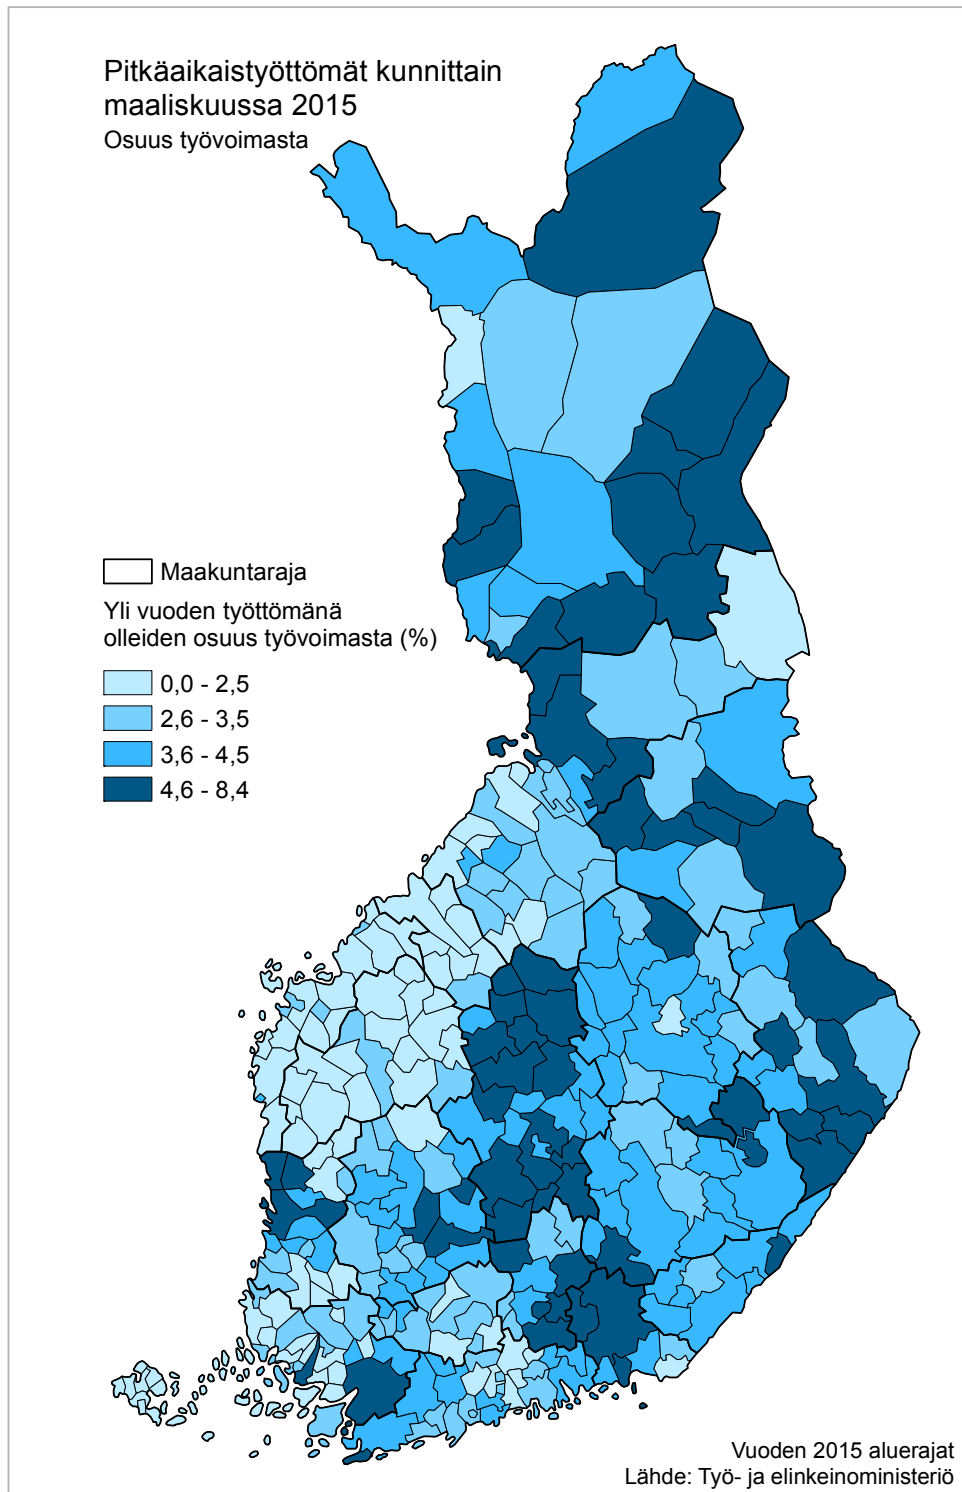 Pitkäaikaistyöttömät kunnittain
maaliskuussa 2015
Osuus työvoimasta
Maakuntaraja
Yli vuoden työttömänä
olleiden osuus työvoimasta (%)
0,0 - 2,5
2,6 - 3,5
3,6 - 4,5
4,6 - 8,4
Vuoden 2015 aluerajat
Lähde: Työ- ja elinkeinoministeriö